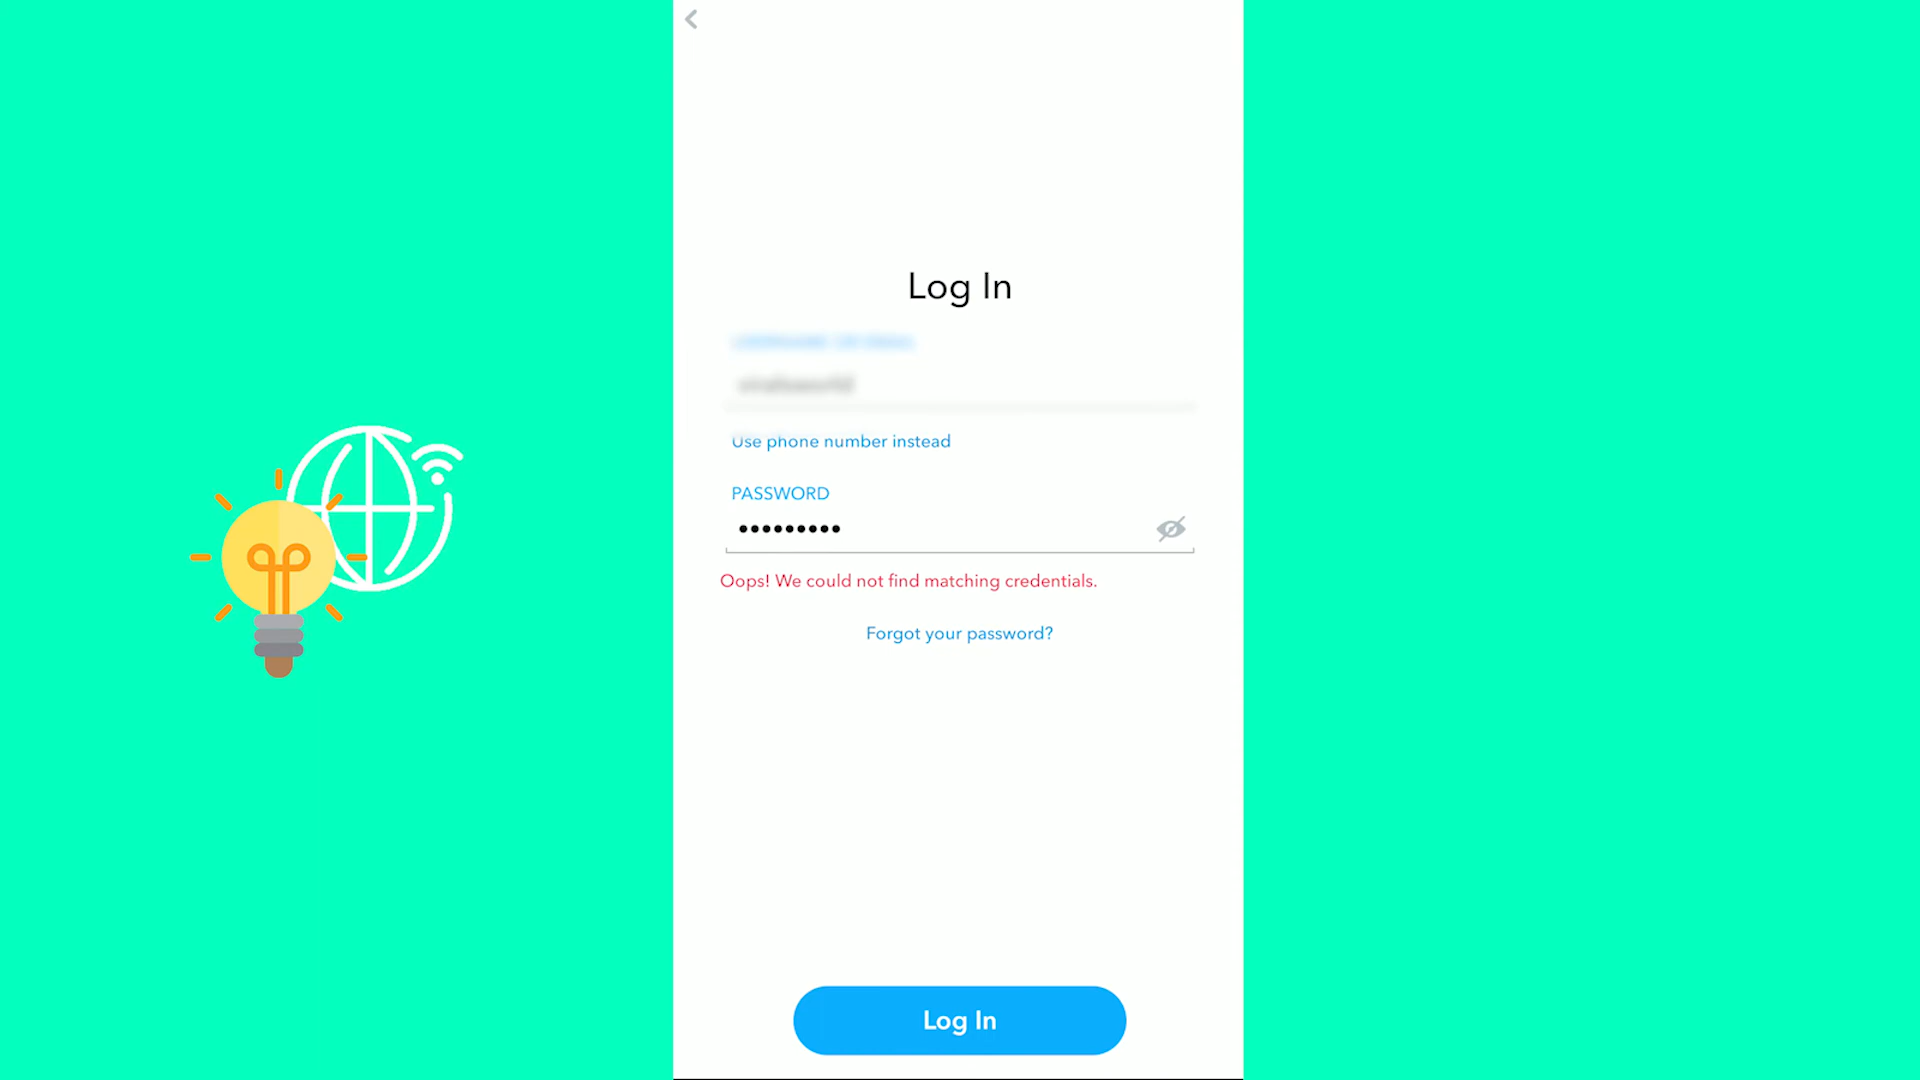 Log In
Use phone number instead
PASSWORD
Oops! We could not find matching credentials.
Forgot your password?
Log In